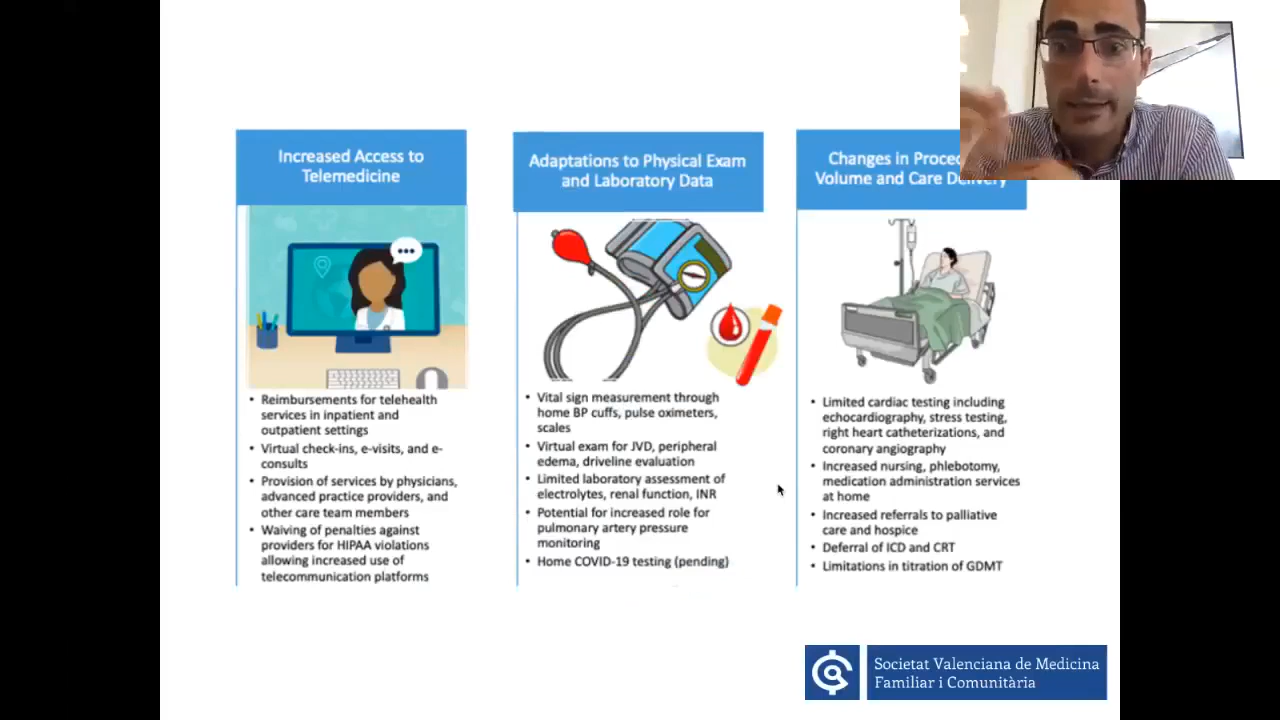 Increased Access to
Telemedicine
• Reimbursements for telehealth
services in inpatient and
outpatient settings
• Virtual check-ins, e-visits, and e-
consults
• Provision of services by physicians,
advanced practice providers, and
other care team members
• Waiving of penalties against
providers for HIPAA violations
allowing increased use of
telecommunication platforms
Adaptations to Physical Exam
and Laboratory Data
• Vital sign measurement through
home BP cuffs, pulse oximeters,
scales
• Virtual exam for JVD, peripheral
edema, driveline evaluation
• Limited laboratory assessment of
electrolytes, renal function, INR
• Potential for increased role for
pulmonary artery pressure
monitoring
• Home COVID-19 testing (pending)
Changes in
Volume and Care Delivery
• Limited cardiac testing including
echocardiography, stress testing,
right heart catheterizations, and
coronary angiography
• Increased nursing, phlebotomy,
medication administration services
at home
• Increased referrals to palliative
care and hospice
• Deferral of ICD and CRT
• Limitations in titration of GDMT
Societat Valenciana de Medicina
Familiar i Comunitària